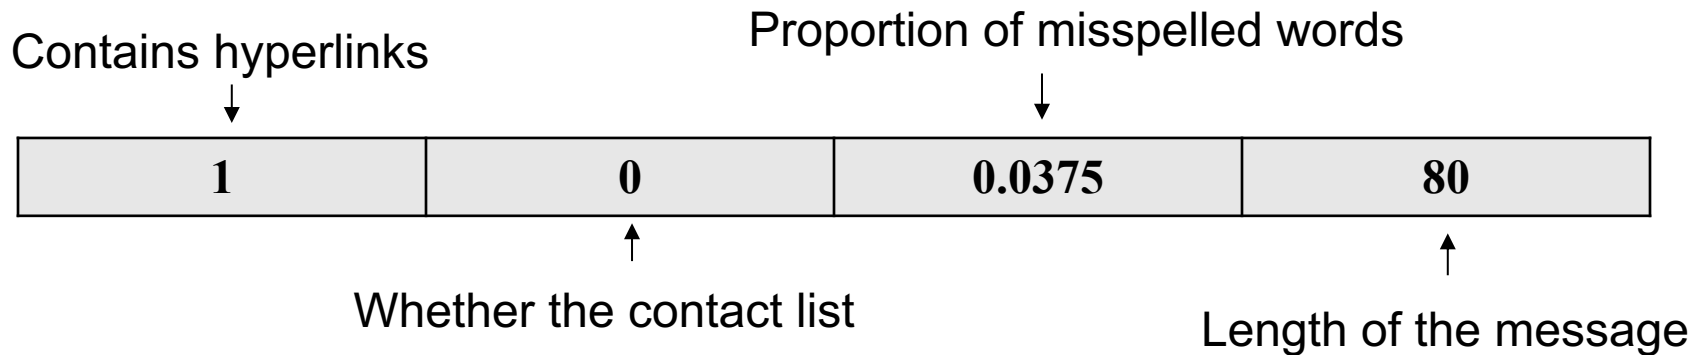 Contains hyperlinks
Proportion of misspelled words
1 0 0.0375 80
Whether the contact list
Length of the message